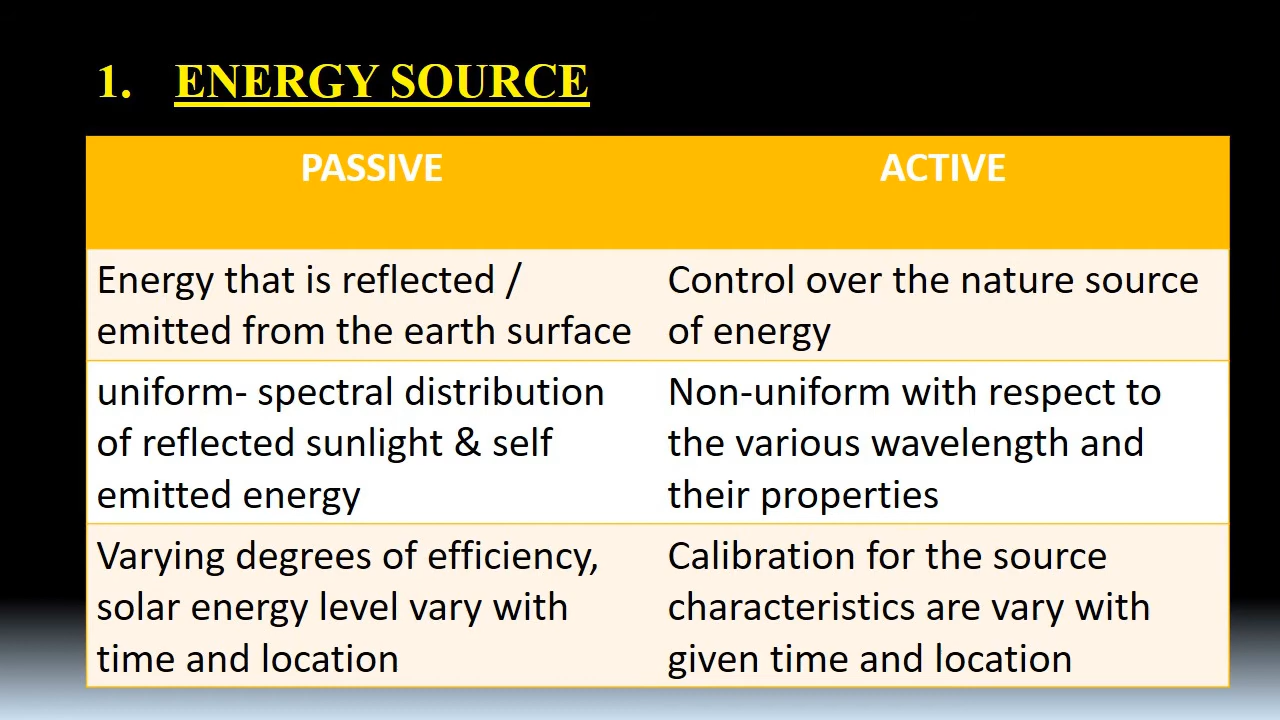 1. ENERGY SOURCE
PASSIVE
ACTIVE
Energy that is reflected /
emitted from the earth surface
Control over the nature source
of energy
uniform- spectral distribution
of reflected sunlight & self
emitted energy
Non-uniform with respect to
the various wavelength and
their properties
Varying degrees of efficiency,
solar energy level vary with
time and location
Calibration for the source
characteristics are vary with
given time and location